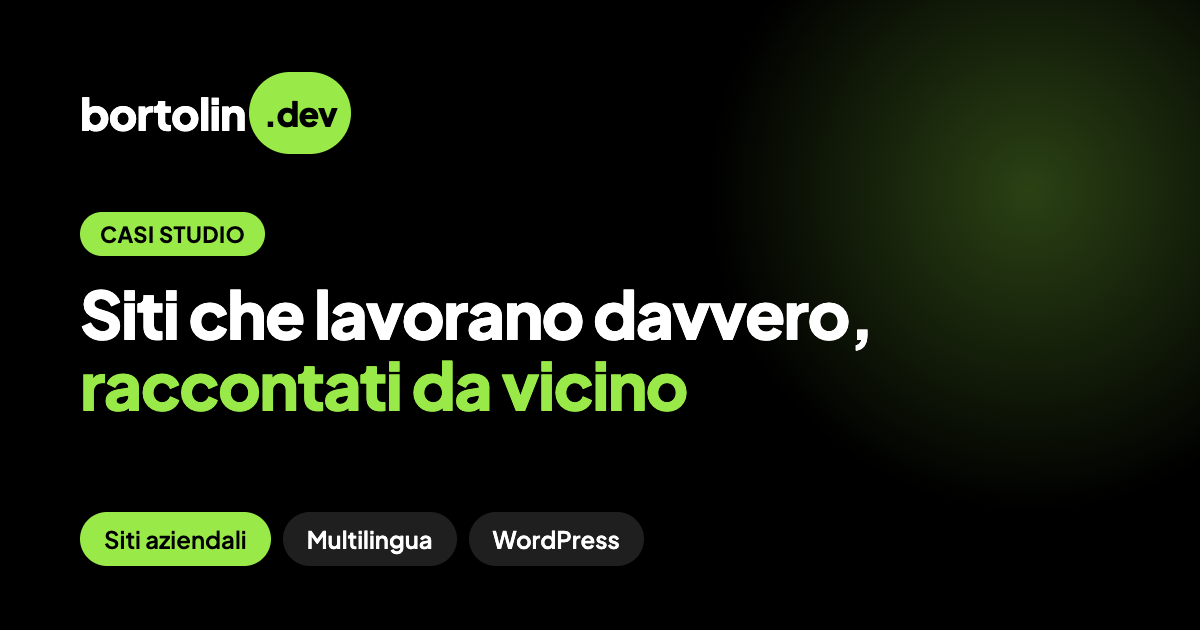 bortolin .dev
CASI STUDIO
Siti che lavorano davvero,
raccontati da vicino
Siti aziendali Multilingua WordPress